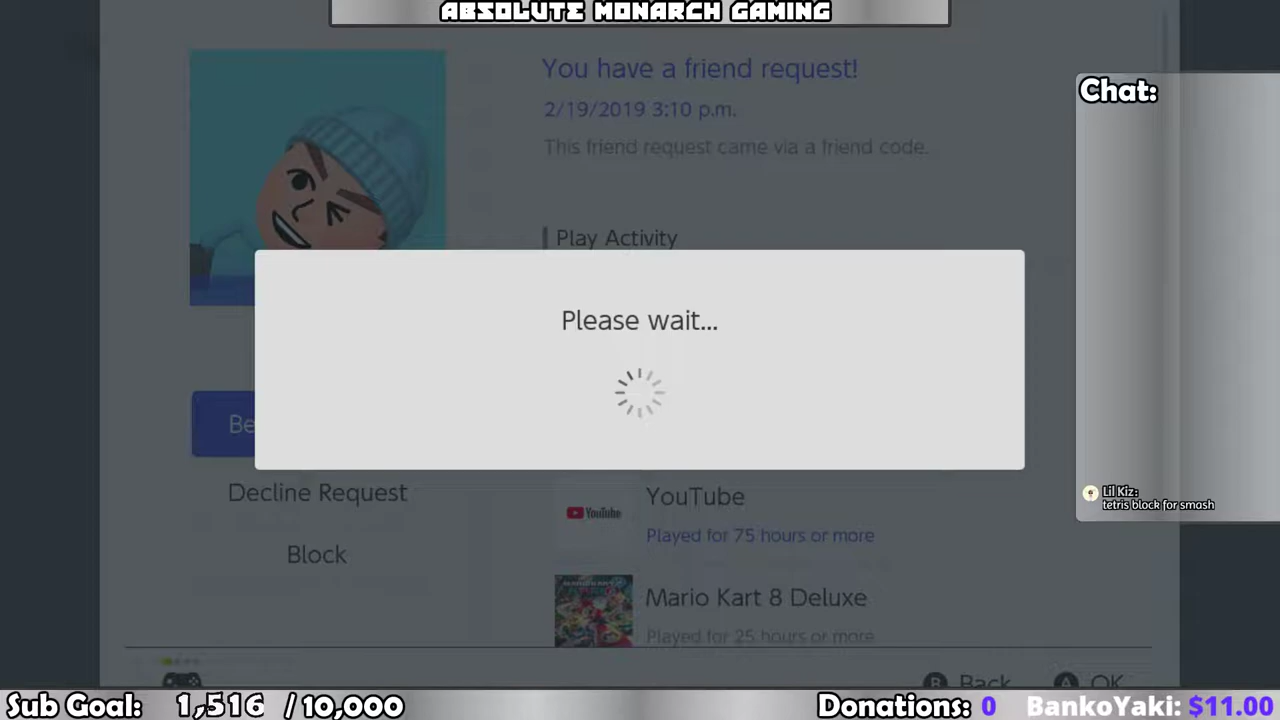 ABSOLUTE MONARCH GAMING
You have a friend request!
2/19/2019 3:10 p.m.
This friend request came via a friend code.
Play Activity
Chat:
Please wait...
Be
Decline Request
Block
YouTube
YouTube
Played for 75 hours or more
Mario Kart 8 Deluxe
Played for 25 hours or more
Lil Kiz:
tetris block for smash
B Back
A OK
Sub Goal: 1,516 / 10,000
Donations: 0
BankoYaki: $11.00